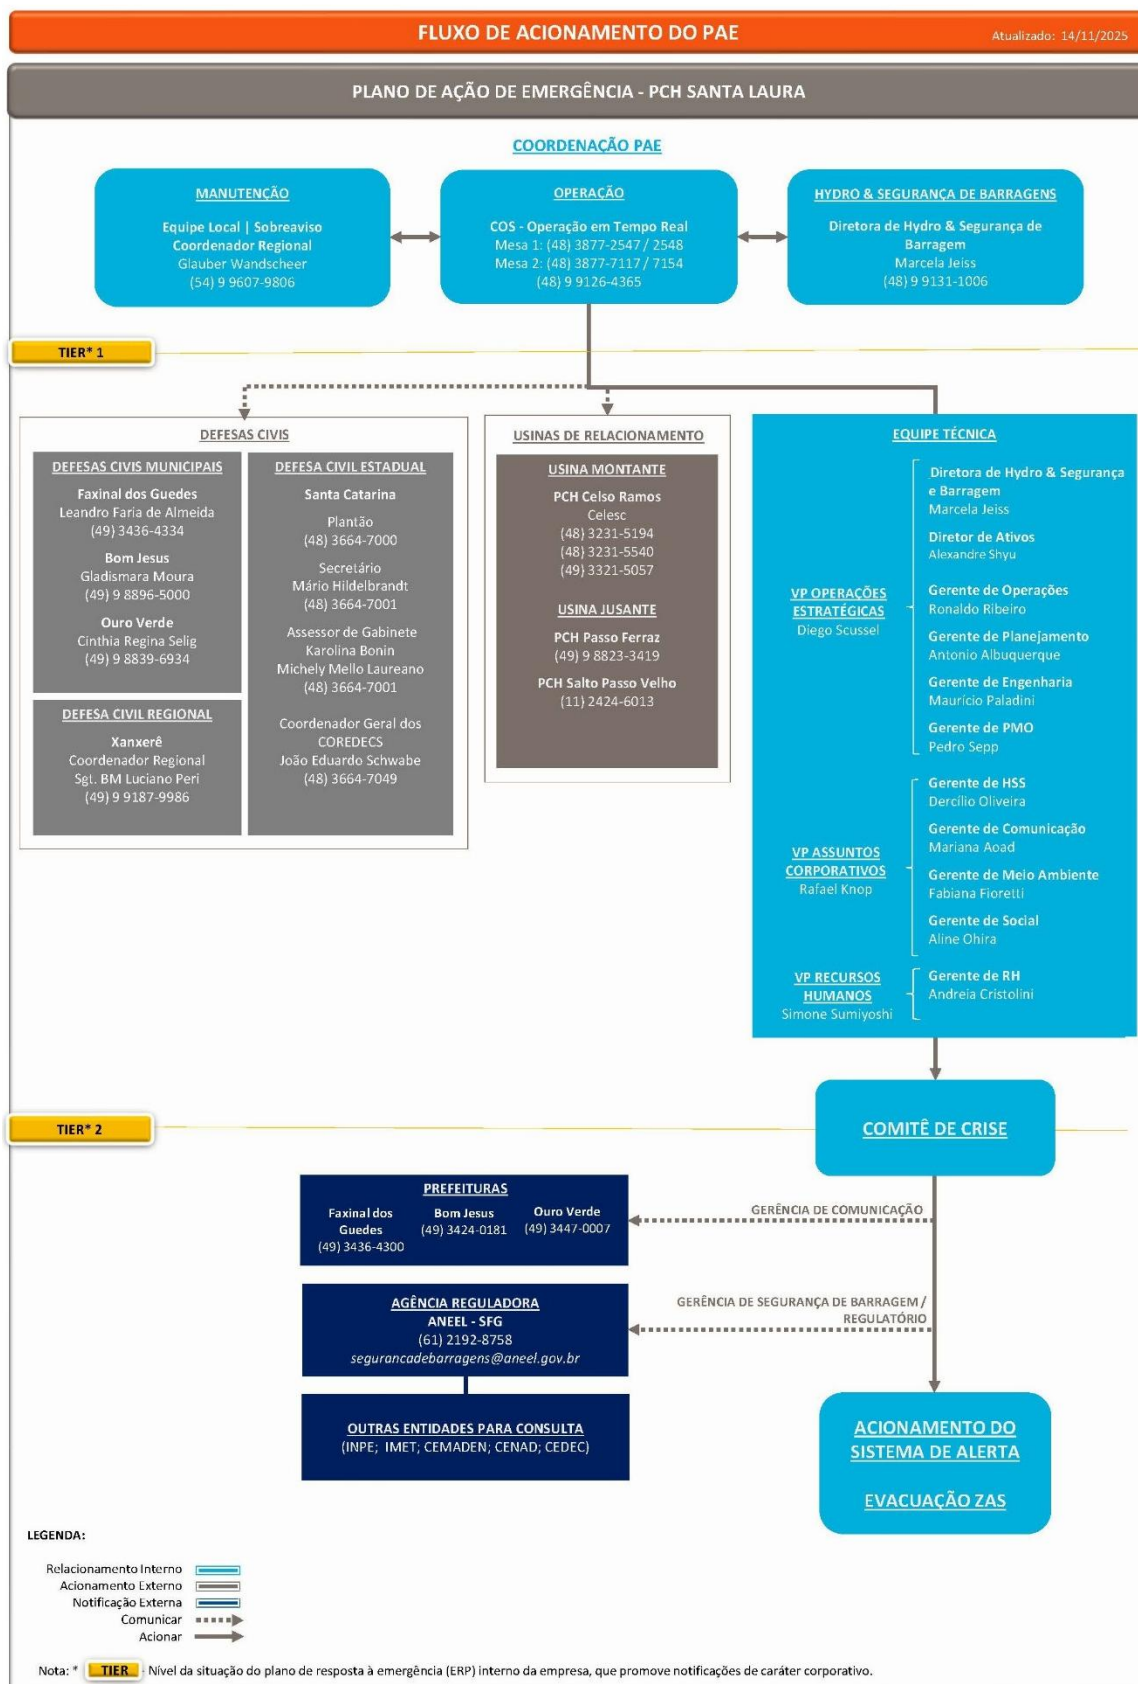 FLUXO DE ACIONAMENTO DO PAE
Atualizado: 14/11/2025
PLANO DE AÇÃO DE EMERGÊNCIA - PCH SANTA LAURA
COORDENAÇÃO PAE
MANUTENÇÃO
Equipe Local | Sobreaviso
Coordenador Regional
Glauber Wandscheer
(54) 9 9607-9806
OPERAÇÃO
COS - Operação em Tempo Real
Mesa 1: (48) 3877-2547 / 2548
Mesa 2: (48) 3877-7117 / 7154
(48) 9 9126-4365
HYDRO & SEGURANÇA DE BARRAGENS
Diretora de Hydro & Segurança de
Barragem
Marcela Jeiss
(48) 9 9131-1006
TIER* 1
DEFESAS CIVIS
DEFESAS CIVIS MUNICIPAIS
Faxinal dos Guedes
Leandro Faria de Almeida
(49) 3436-4334
Bom Jesus
Gladismara Moura
(49) 9 8896-5000
Ouro Verde
Cinthia Regina Selig
(49) 9 8839-6934
DEFESA CIVIL REGIONAL
Xanxerê
Coordenador Regional
Sgt. BM Luciano Peri
(49) 9 9187-9986
DEFESA CIVIL ESTADUAL
Santa Catarina
Plantão
(48) 3664-7000
Secretário
Mário Hildelbrandt
(48) 3664-7001
Assessor de Gabinete
Karolina Bonin
Michely Mello Laureano
(48) 3664-7001
Coordenador Geral dos
COREDECS
João Eduardo Schwabe
(48) 3664-7049
USINAS DE RELACIONAMENTO
USINA MONTANTE
PCH Celso Ramos
Celesc
(48) 3231-5194
(48) 3231-5540
(49) 3321-5057
USINA JUSANTE
PCH Passo Ferraz
(49) 9 8823-3419
PCH Salto Passo Velho
(11) 2424-6013
EQUIPE TÉCNICA
VP OPERAÇÕES
ESTRATÉGICAS
Diego Scussel
Diretora de Hydro & Segurança
e Barragem
Marcela Jeiss
Diretor de Ativos
Alexandre Shyu
Gerente de Operações
Ronaldo Ribeiro
Gerente de Planejamento
Antonio Albuquerque
Gerente de Engenharia
Maurício Paladini
Gerente de PMO
Pedro Sepp
VP ASSUNTOS
CORPORATIVOS
Rafael Knop
Gerente de HSS
Dercílio Oliveira
Gerente de Comunicação
Mariana Aoad
Gerente de Meio Ambiente
Fabiana Fioretti
Gerente de Social
Aline Ohira
VP RECURSOS
HUMANOS
Simone Sumiyoshi
Gerente de RH
Andreia Cristolini
TIER* 2
COMITÊ DE CRISE
PREFEITURAS
Faxinal dos
Guedes
(49) 3436-4300
Bom Jesus
(49) 3424-0181
Ouro Verde
(49) 3447-0007
GERÊNCIA DE COMUNICAÇÃO
AGÊNCIA REGULADORA
ANEEL - SFG
(61) 2192-8758
segurancadebarragens@aneel.gov.br
GERÊNCIA DE SEGURANÇA DE BARRAGEM /
REGULATÓRIO
OUTRAS ENTIDADES PARA CONSULTA
(INPE; IMET; CEMADEN; CENAD; CEDEC)
ACIONAMENTO DO
SISTEMA DE ALERTA
EVACUAÇÃO ZAS
LEGENDA:
Relacionamento Interno
Acionamento Externo
Notificação Externa
Comunicar
Acionar
Nota: * TIER - Nível da situação do plano de resposta à emergência (ERP) interno da empresa, que promove notificações de caráter corporativo.